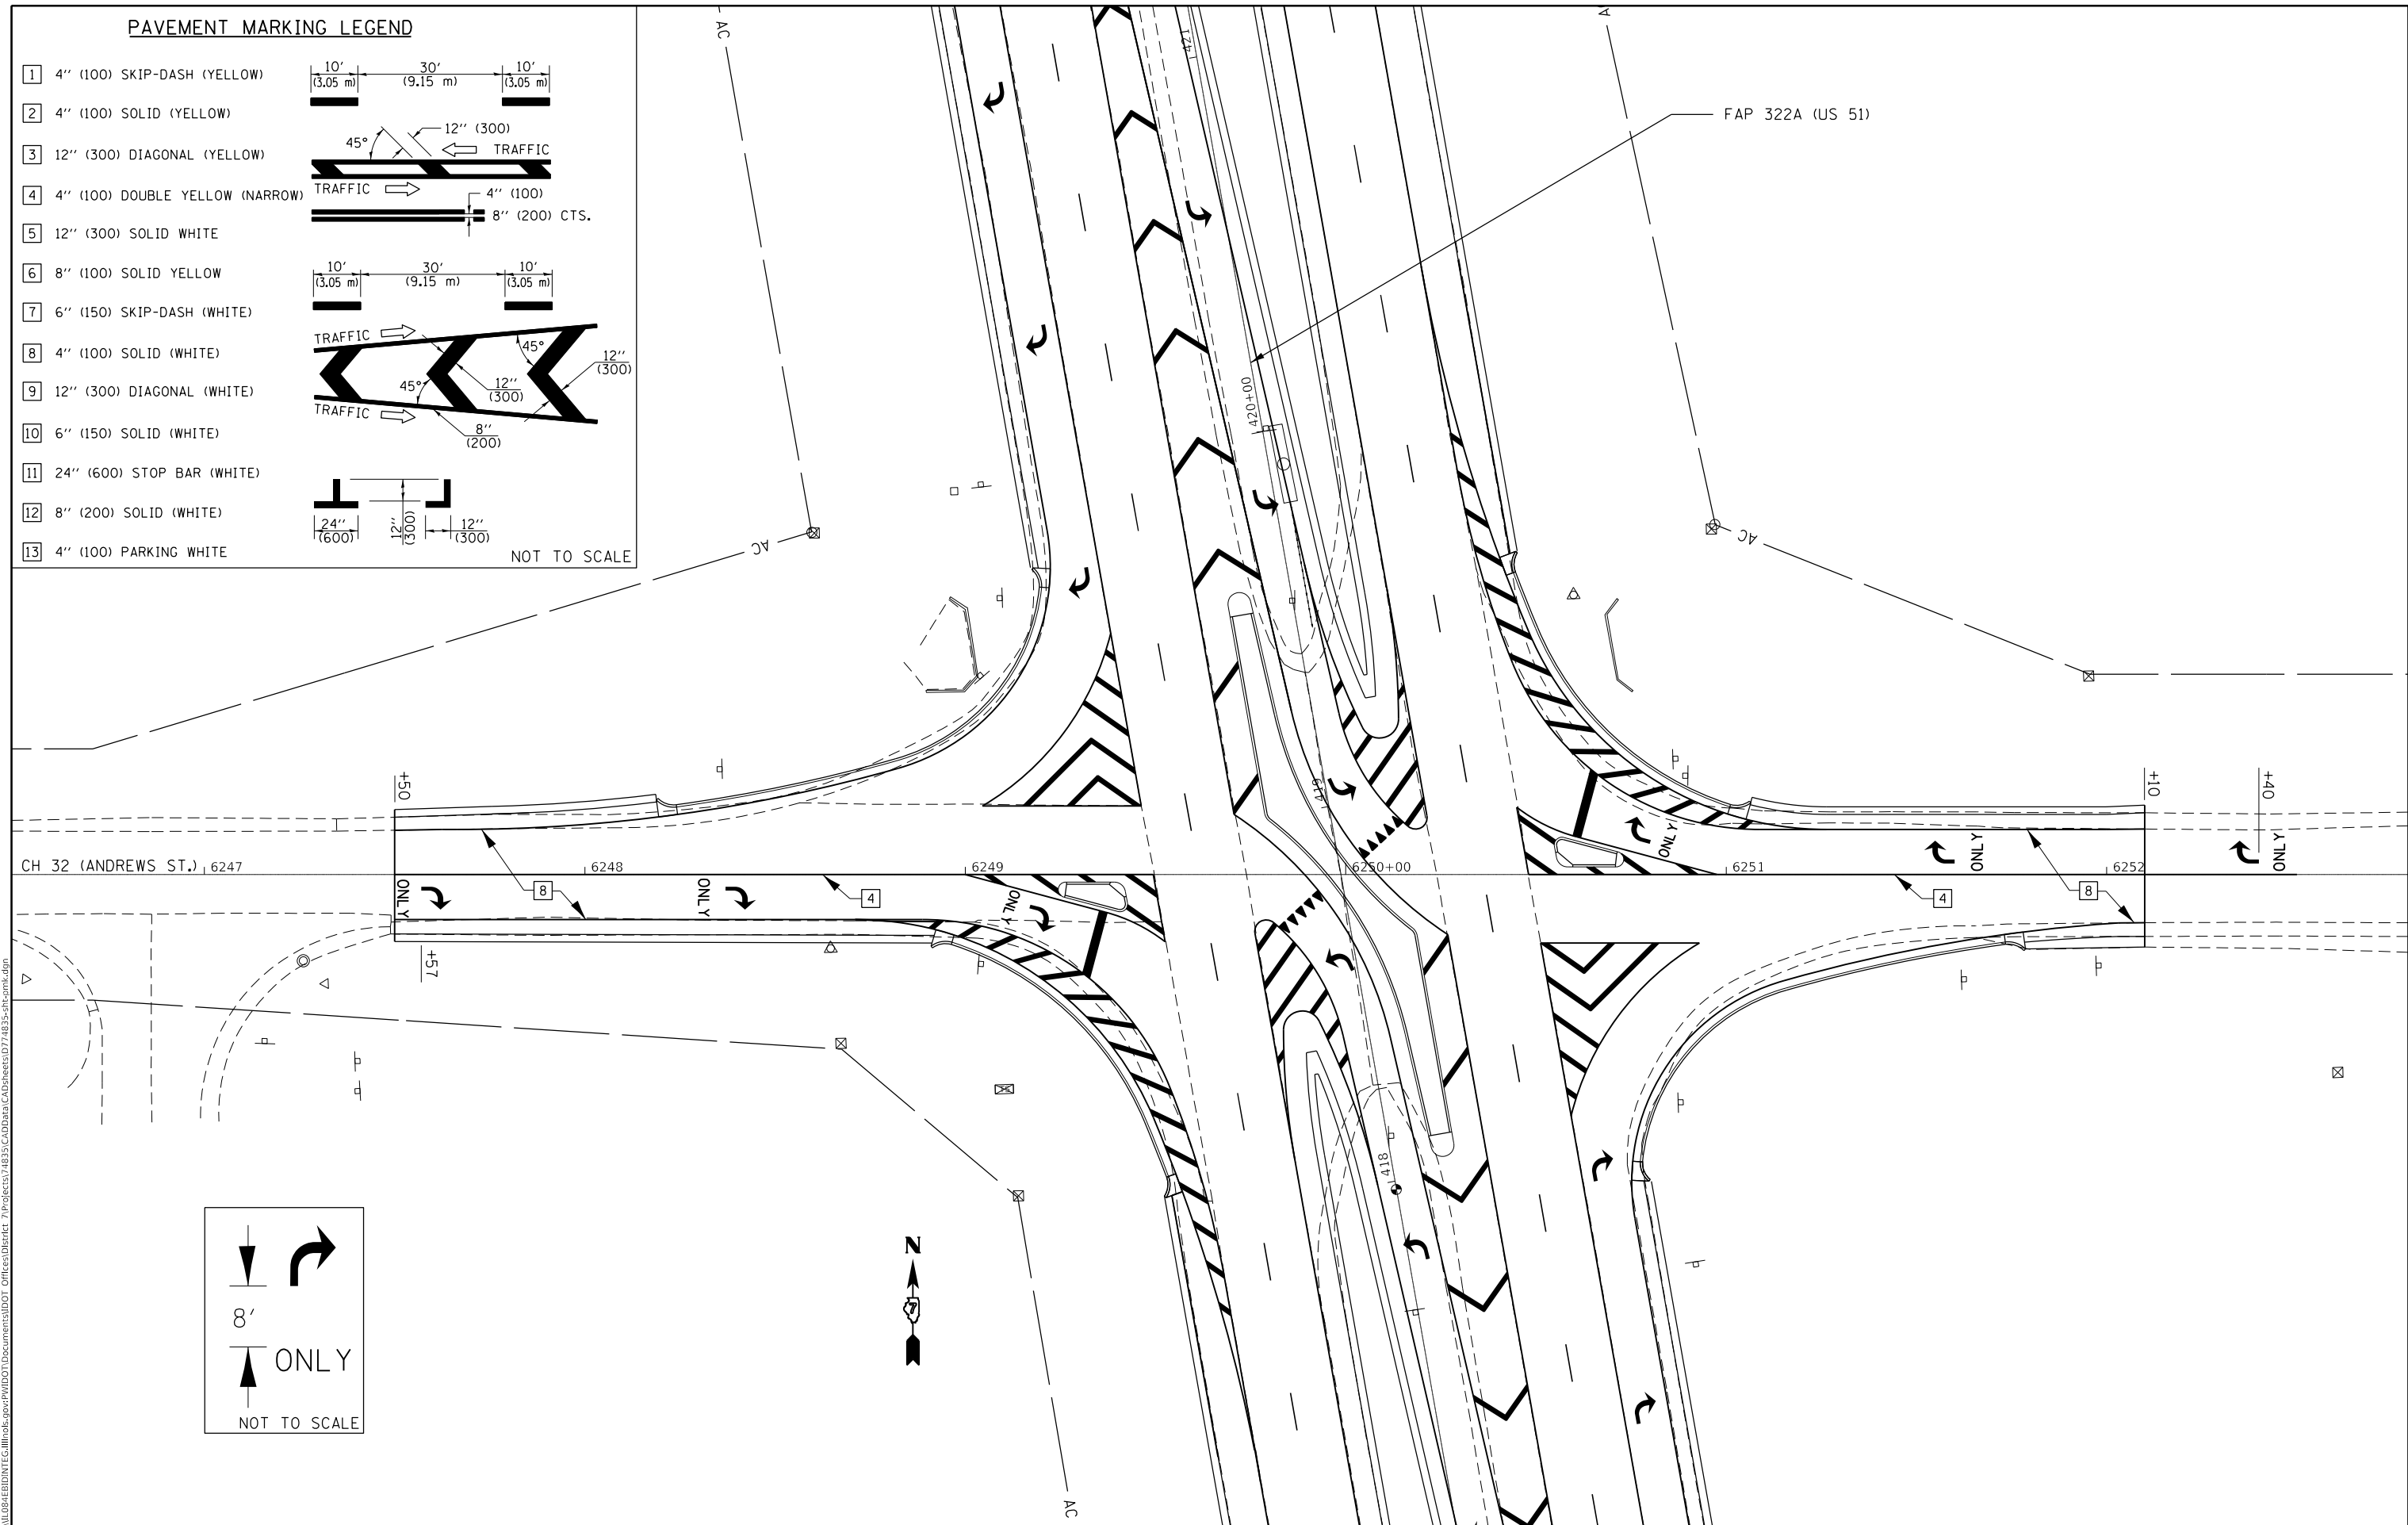 PAVEMENT MARKING LEGEND
1 4'' (100) SKIP-DASH (YELLOW)
10'
(3.05 m)
30'
(9.15 m)
10'
(3.05 m)
2 4'' (100) SOLID (YELLOW)
3 12'' (300) DIAGONAL (YELLOW)
45°
12'' (300)
TRAFFIC
TRAFFIC
4 4'' (100) DOUBLE YELLOW (NARROW)
4'' (100)
8'' (200) CTS.
5 12'' (300) SOLID WHITE
6 8'' (100) SOLID YELLOW
7 6'' (150) SKIP-DASH (WHITE)
10'
(3.05 m)
30'
(9.15 m)
10'
(3.05 m)
8 4'' (100) SOLID (WHITE)
9 12'' (300) DIAGONAL (WHITE)
TRAFFIC
TRAFFIC
45°
45°
12''
(300)
12''
(300)
8''
(200)
10 6'' (150) SOLID (WHITE)
11 24'' (600) STOP BAR (WHITE)
12 8'' (200) SOLID (WHITE)
24''
(600)
12''
(300)
12''
(300)
13 4'' (100) PARKING WHITE
NOT TO SCALE
AC
AC
A
AC
AC
FAP 322A (US 51)
421
420+00
419
418
+50
+57
+10
+40
CH 32 (ANDREWS ST.)
6247
6248
6249
6250+00
6251
6252
ONLY
ONLY
ONLY
ONLY
ONLY
ONLY
8
4
4
8
8'
ONLY
NOT TO SCALE
N
7